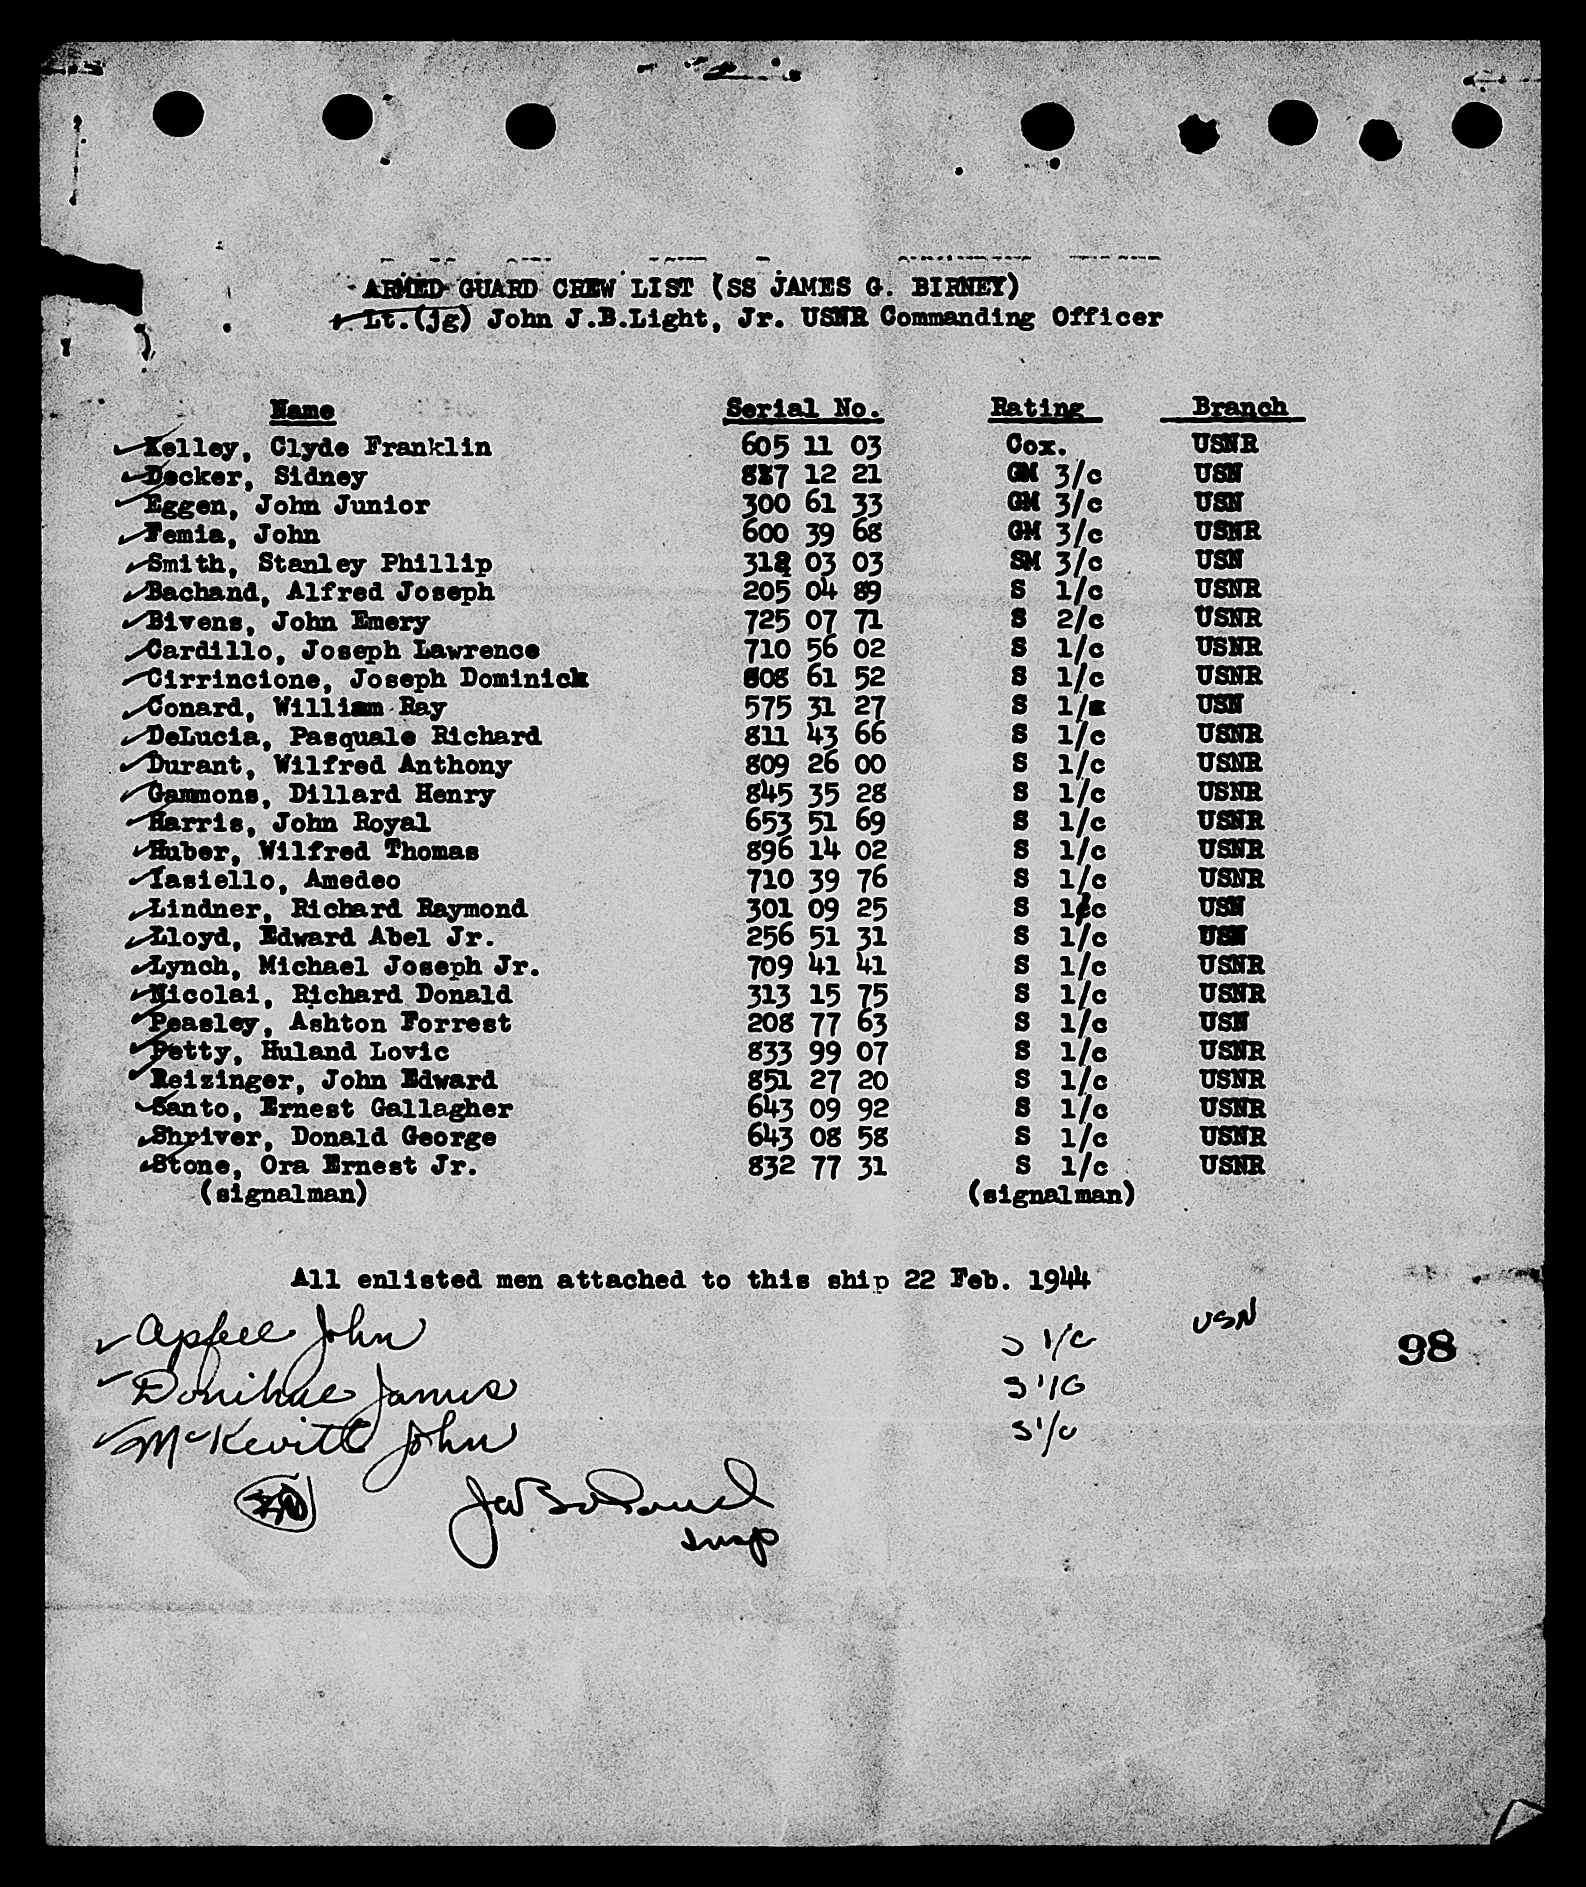 ARMED GUARD CREW LIST (SS JAMES G. BIRNEY)
Lt.(jg) John J.B.Light, Jr. USNR Commanding Officer
Name Serial No. Rating Branch
Kelley, Clyde Franklin 605 11 03 Cox. USNR
Decker, Sidney 12 21 GM 3/c USN
Eggen, John Junior 300 61 33 GM 3/c USN
Femia, John 600 39 68 GM 3/c USNR
Smith, Stanley Phillip 03 03 SM 3/c USN
Bachand, Alfred Joseph 205 04 89 S 1/c USNR
Bivens, John Emery 725 07 71 S 2/c USNR
Cardillo, Joseph Lawrence 710 56 02 S 1/c USNR
Cirrincione, Joseph Dominick 808 61 52 S 1/c USNR
Conard, William Ray 575 31 27 S 1/c USN
DeLucia, Pasquale Richard 811 43 66 S 1/c USNR
Durant, Wilfred Anthony 809 26 00 S 1/c USNR
Gammons, Dillard Henry 845 35 28 S 1/c USNR
Harris, John Royal 653 51 69 S 1/c USNR
Huber, Wilfred Thomas 896 14 02 S 1/c USNR
Iasiello, Amedeo 710 39 76 S 1/c USNR
Lindner, Richard Raymond 301 09 25 S 1/c USN
Lloyd, Edward Abel Jr. 256 51 31 S 1/c USN
Lynch, Michael Joseph Jr. 709 41 41 S 1/c USNR
Nicolai, Richard Donald 313 15 75 S 1/c USNR
Peasley, Ashton Forrest 208 77 63 S 1/c USN
Petty, Huland Lovic 833 99 07 S 1/c USNR
Reizinger, John Edward 851 27 20 S 1/c USNR
Santo, Ernest Gallagher 643 09 92 S 1/c USNR
Shriver, Donald George 643 08 58 S 1/c USNR
Stone, Ora Ernest Jr. 832 77 31 S 1/c USNR
(signalman) (signalman)
All enlisted men attached to this ship 22 Feb. 1944
John S 1/c USN
98
James S 1/c
McKevitt John S 1/c
Insp